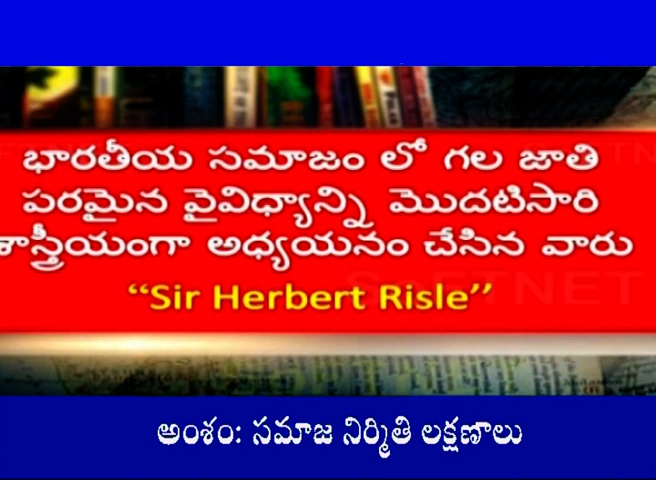 భారతీయ సమాజం లో గల జాతి
పరమైన వైవిధ్యాన్ని మొదటిసారి
శాస్త్రీయంగా అధ్యయనం చేసిన వారు
“Sir Herbert Risle”
అంశం: సమాజ నిర్మితి లక్షణాలు